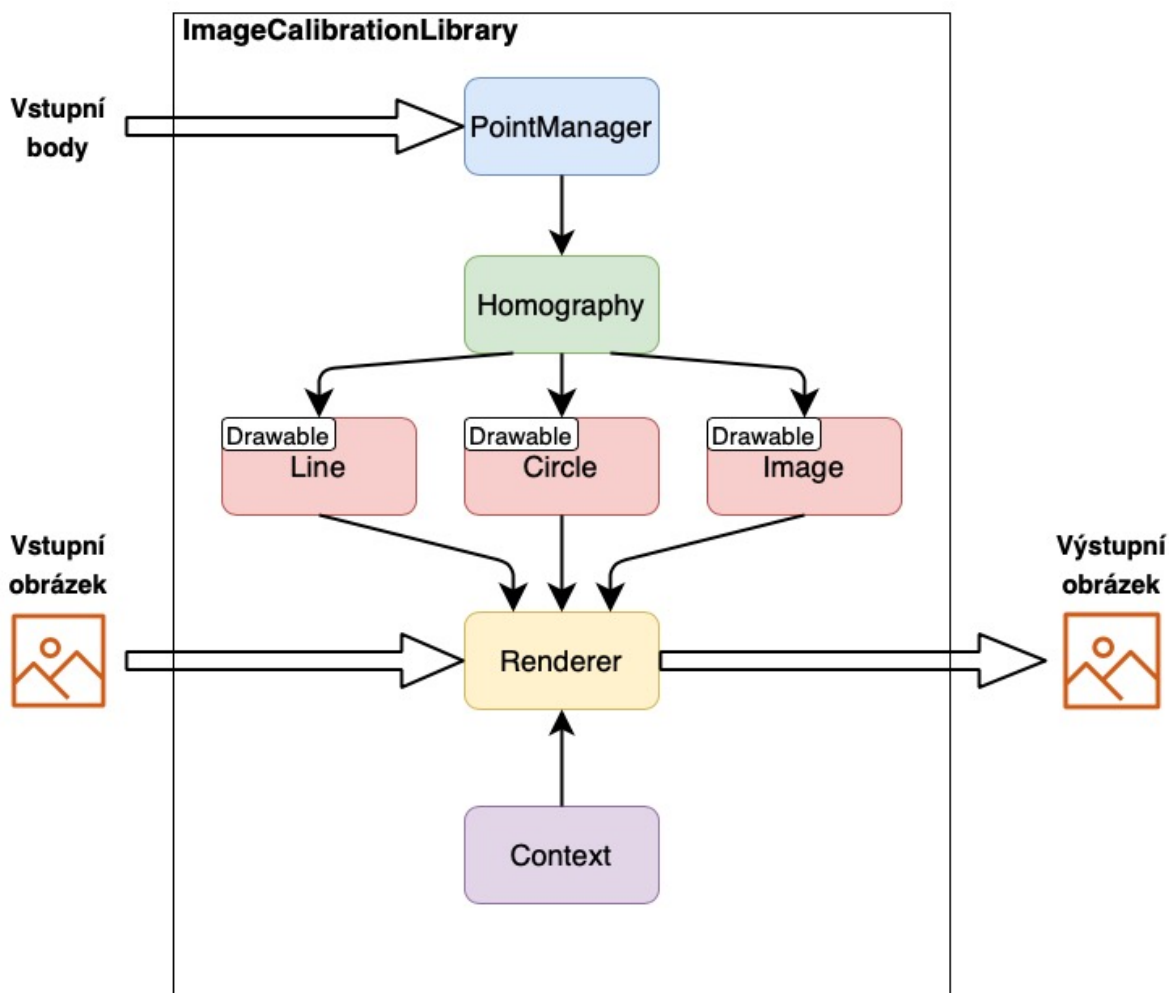 ImageCalibrationLibrary
Vstupní
body
PointManager
Homography
Drawable
Line
Drawable
Circle
Drawable
Image
Vstupní
obrázek
Renderer
Výstupní
obrázek
Context